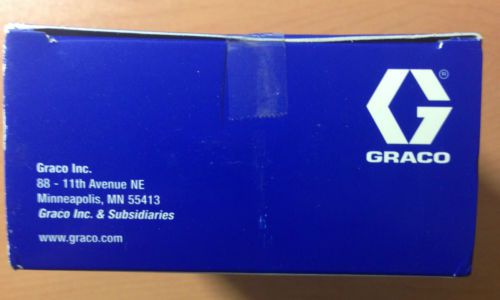 GRACO
Graco Inc.
88 - 11th Avenue NE
Minneapolis, MN 55413
Graco Inc. & Subsidiaries
www.graco.com